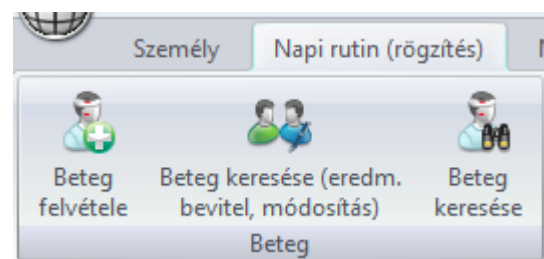 Személy
Napi rutin (rögzítés)
Beteg
felvétele
Beteg keresése (eredm.
bevitel, módosítás)
Beteg
keresése
Beteg